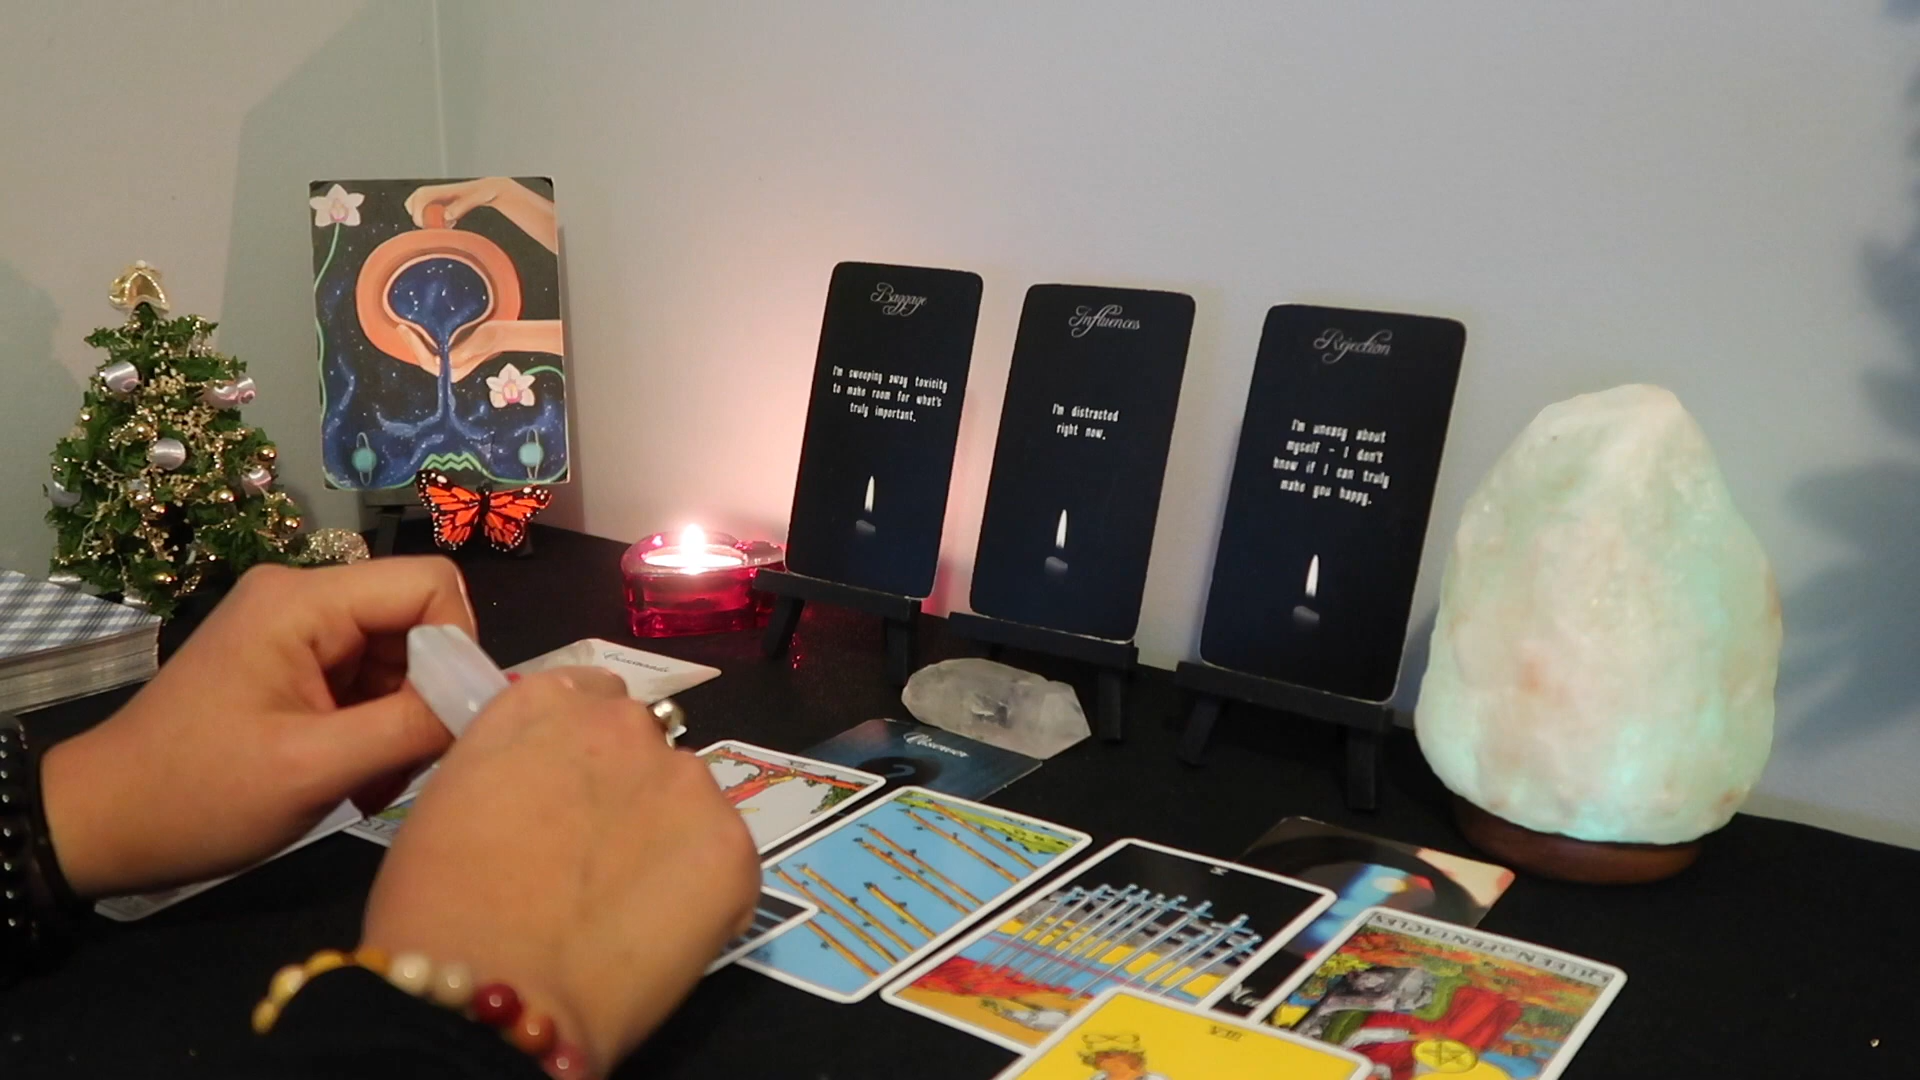 Baggage
I'm sweeping away toxicity
to make room for what's
truly important.
Influences
I'm distracted
right now.
Rejection
I'm uneasy about
myself - I don't
know if I can truly
make you happy.
Observer
X
VIII
QUEEN of PENTACLES